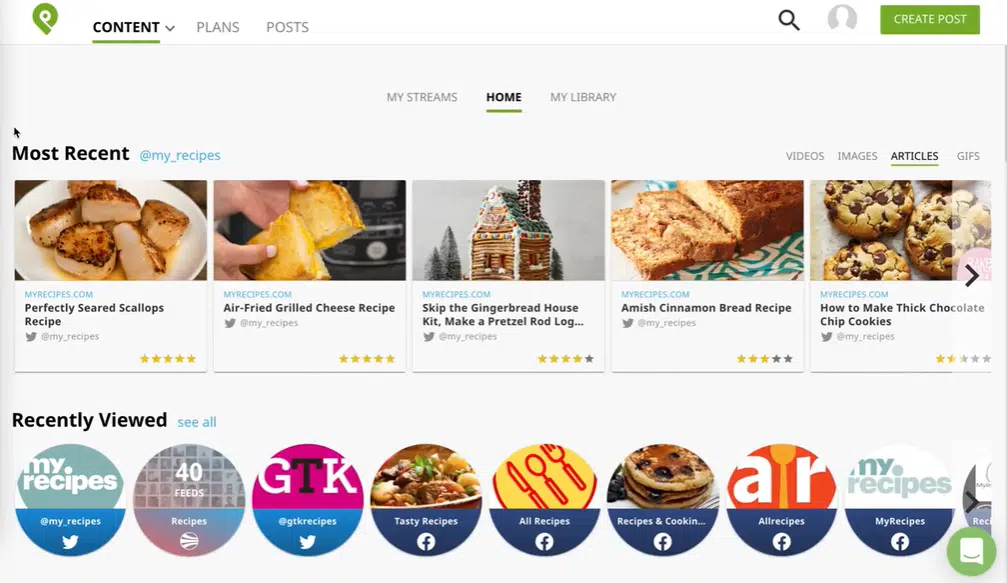 CONTENT PLANS POSTS
CREATE POST
MY STREAMS HOME MY LIBRARY
Most Recent @my_recipes
VIDEOS IMAGES ARTICLES GIFS
MYRECIPES.COM
Perfectly Seared Scallops
Recipe
@my_recipes
MYRECIPES.COM
Air-Fried Grilled Cheese Recipe
@my_recipes
MYRECIPES.COM
Skip the Gingerbread House
Kit, Make a Pretzel Rod Log...
@my_recipes
MYRECIPES.COM
Amish Cinnamon Bread Recipe
@my_recipes
MYRECIPES.COM
How to Make Thick Chocolate
Chip Cookies
@my_recipes
Recently Viewed see all
my.
recipes
@my_recipes
40
FEEDS
Recipes
GTK
@gtkrecipes
Tasty Recipes
All Recipes
Recipes & Cookin...
air
Allrecipes
my.
recipes
MyRecipes